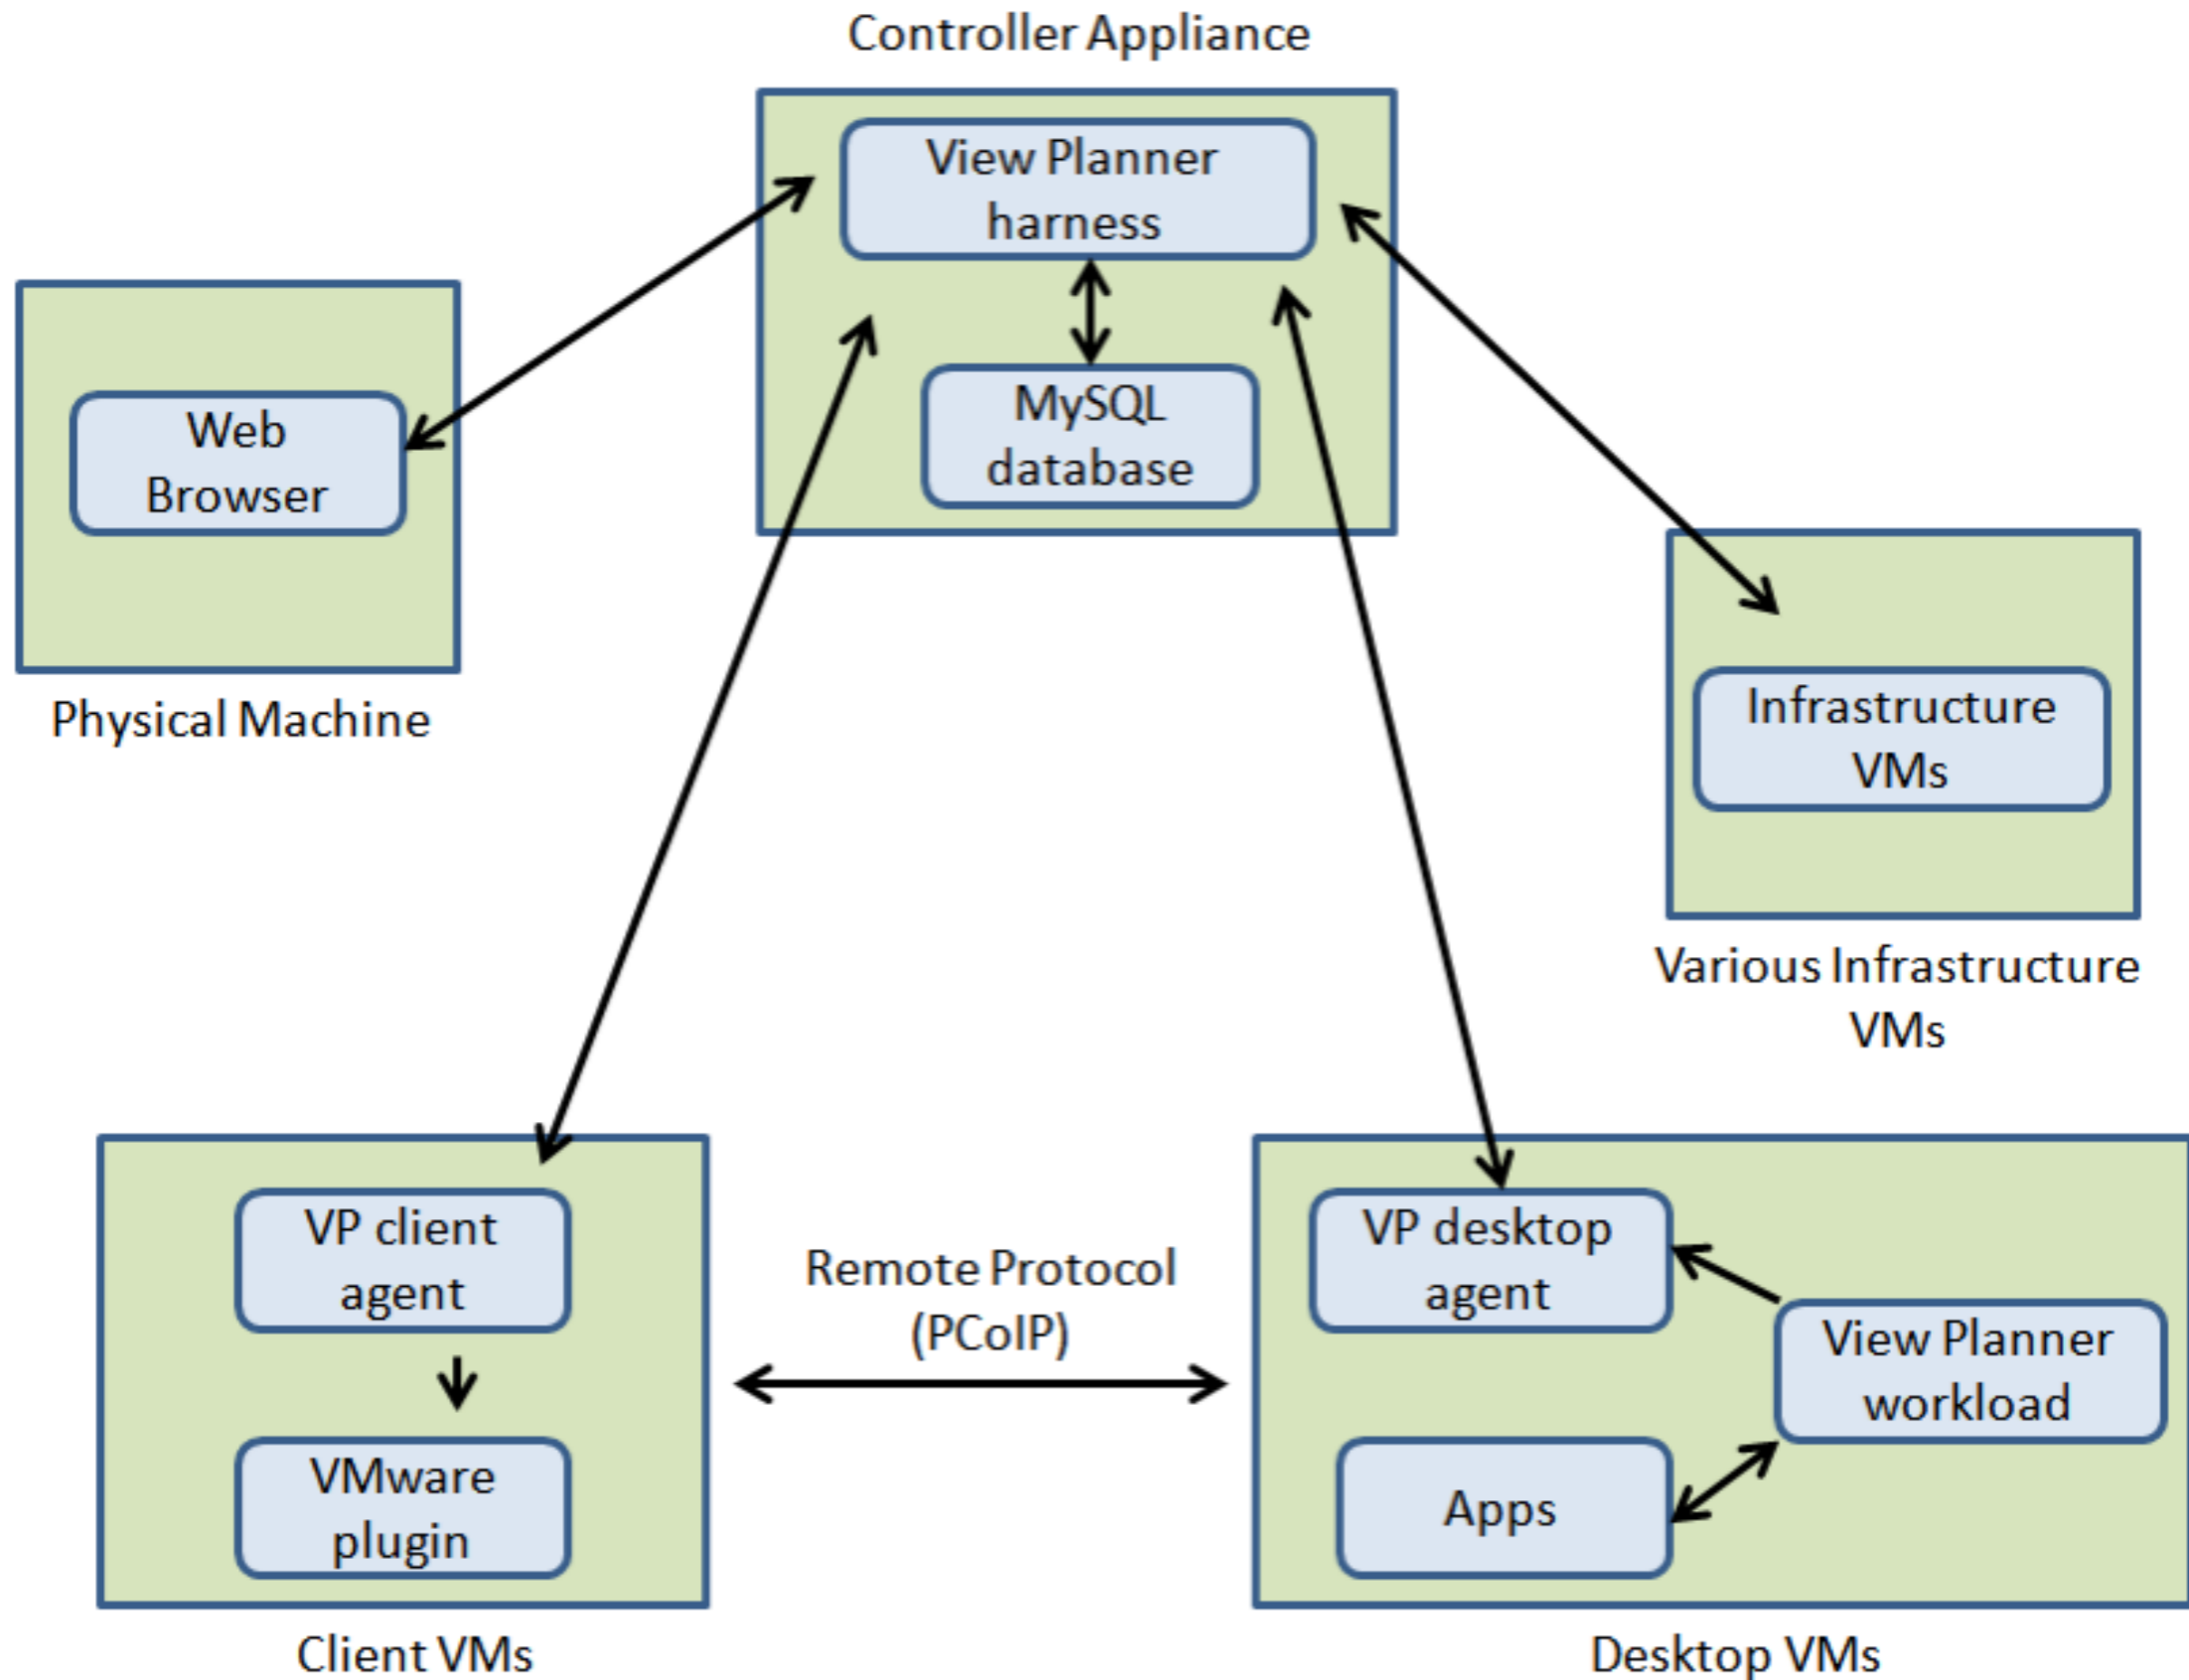 Controller Appliance
View Planner
harness
MySQL
database
Web
Browser
Physical Machine
Infrastructure
VMs
Various Infrastructure
VMs
VP client
agent
VMware
plugin
Client VMs
Remote Protocol
(PCoIP)
VP desktop
agent
View Planner
workload
Apps
Desktop VMs